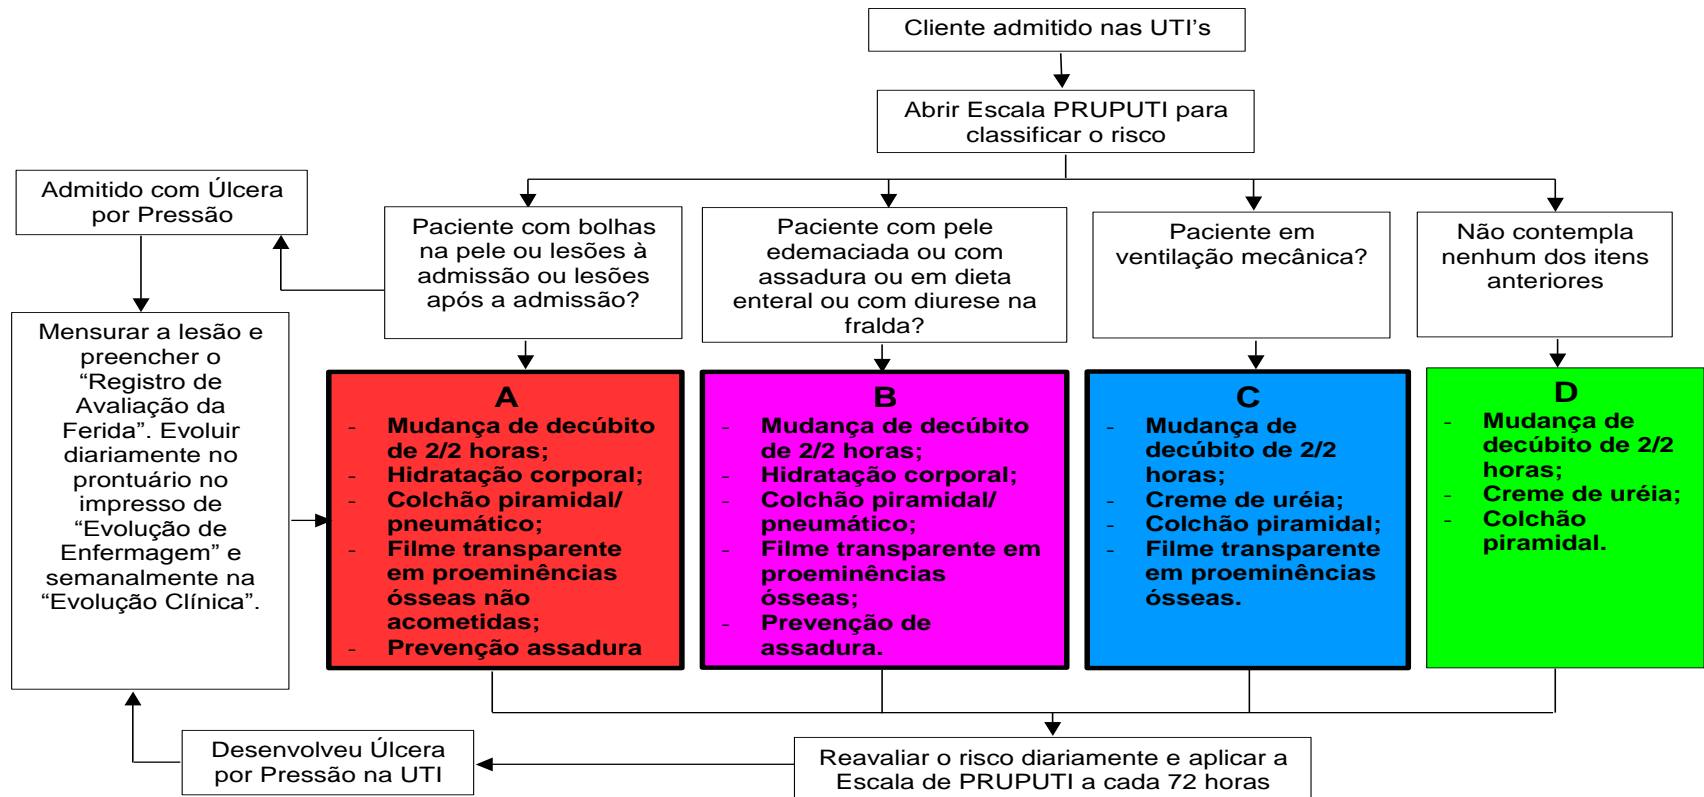 Cliente admitido nas UTI's
Abrir Escala PRUPUTI para
classificar o risco
Admitido com Úlcera
por Pressão
Paciente com bolhas
na pele ou lesões à
admissão ou lesões
após a admissão?
Paciente com pele
edemaciada ou com
assadura ou em dieta
enteral ou com diurese na
fralda?
Paciente em
ventilação mecânica?
Não contempla
nenhum dos itens
anteriores
Mensurar a lesão e
preencher o
“Registro de
Avaliação da
Ferida”. Evoluir
diariamente no
prontuário no
impresso de
“Evolução de
Enfermagem” e
semanalmente na
“Evolução Clínica”.
A
- Mudança de decúbito
de 2/2 horas;
- Hidratação corporal;
- Colchão piramidal/
pneumático;
- Filme transparente
em proeminências
ósseas não
acometidas;
- Prevenção assadura
B
- Mudança de decúbito
de 2/2 horas;
- Hidratação corporal;
- Colchão piramidal/
pneumático;
- Filme transparente em
proeminências
ósseas;
- Prevenção de
assadura.
C
- Mudança de
decúbito de 2/2
horas;
- Creme de uréia;
- Colchão piramidal;
- Filme transparente
em proeminências
ósseas.
D
- Mudança de
decúbito de 2/2
horas;
- Creme de uréia;
- Colchão
piramidal.
Desenvolveu Úlcera
por Pressão na UTI
Reavaliar o risco diariamente e aplicar a
Escala de PRUPUTI a cada 72 horas